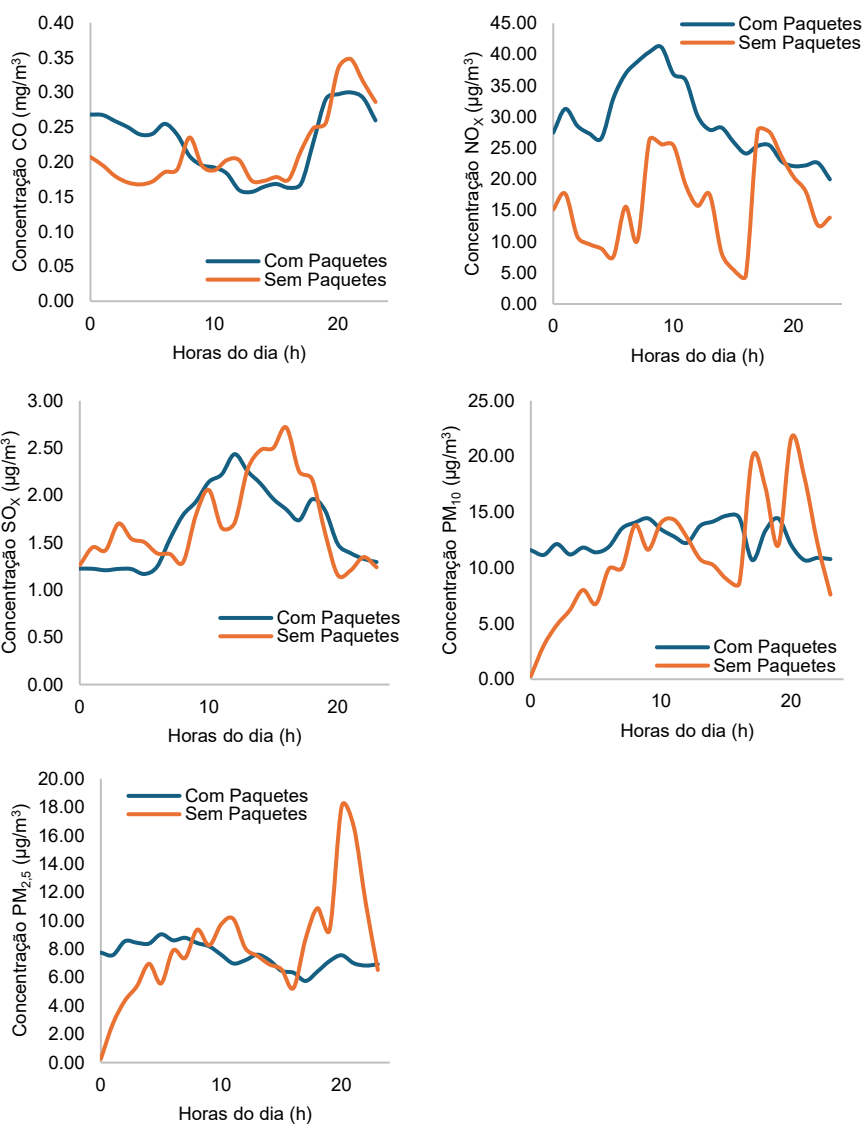 Concentração CO (mg/m³)
0.40
0.35
0.30
0.25
0.20
0.15
0.10
0.05
0.00
Com Paquetes
Sem Paquetes
0 10 20
Horas do dia (h)
Concentração NOX (µg/m³)
45.00
40.00
35.00
30.00
25.00
20.00
15.00
10.00
5.00
0.00
Com Paquetes
Sem Paquetes
0 10 20
Horas do dia (h)
Concentração SOX (µg/m³)
3.00
2.50
2.00
1.50
1.00
0.50
0.00
Com Paquetes
Sem Paquetes
0 10 20
Horas do dia (h)
Concentração PM10 (µg/m³)
25.00
20.00
15.00
10.00
5.00
0.00
Com Paquetes
Sem Paquetes
0 10 20
Horas do dia (h)
Concentração PM2,5 (µg/m³)
20.00
18.00
16.00
14.00
12.00
10.00
8.00
6.00
4.00
2.00
0.00
Com Paquetes
Sem Paquetes
0 20
Horas do dia (h)